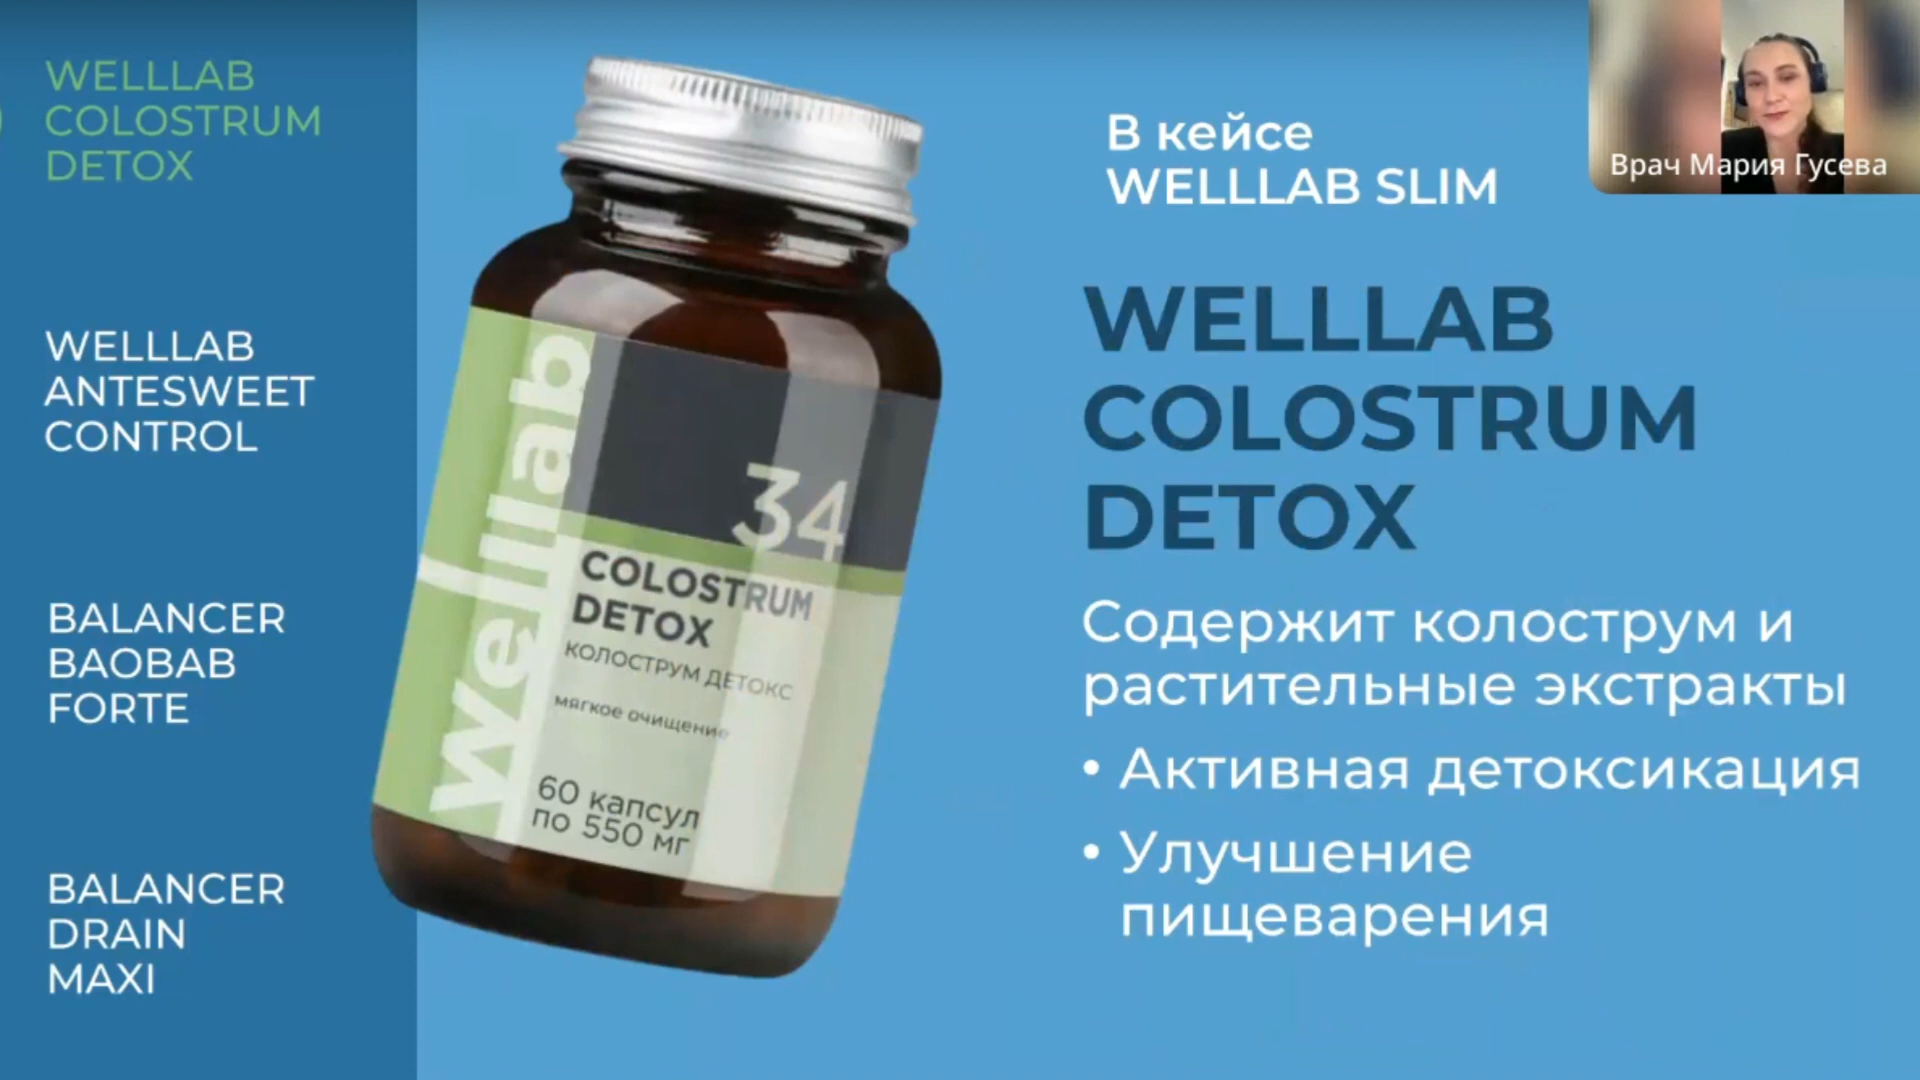 WELLLAB
COLOSTRUM
DETOX
WELLLAB
ANTESWEET
CONTROL
BALANCER
BAOBAB
FORTE
BALANCER
DRAIN
MAXI
welllab
34
COLOSTRUM
DETOX
КОЛОСТРУМ ДЕТОКС
мягкое очищение
60 капсул
по 550 мг
В кейсе
WELLLAB SLIM
WELLLAB
COLOSTRUM
DETOX
Содержит колострум и
растительные экстракты
• Активная детоксикация
• Улучшение
пищеварения
Врач Мария Гусева